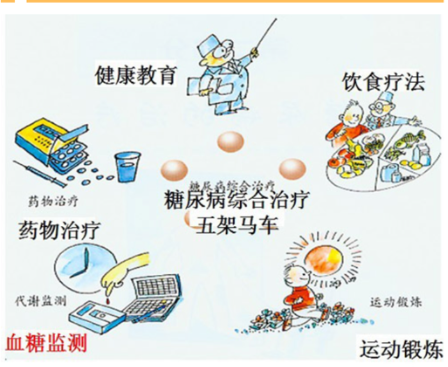 健康教育
饮食疗法
药物治疗
糖尿病综合治疗
糖尿病综合治疗
五架马车
药物治疗
代谢监测
运动锻炼
血糖监测
运动锻炼